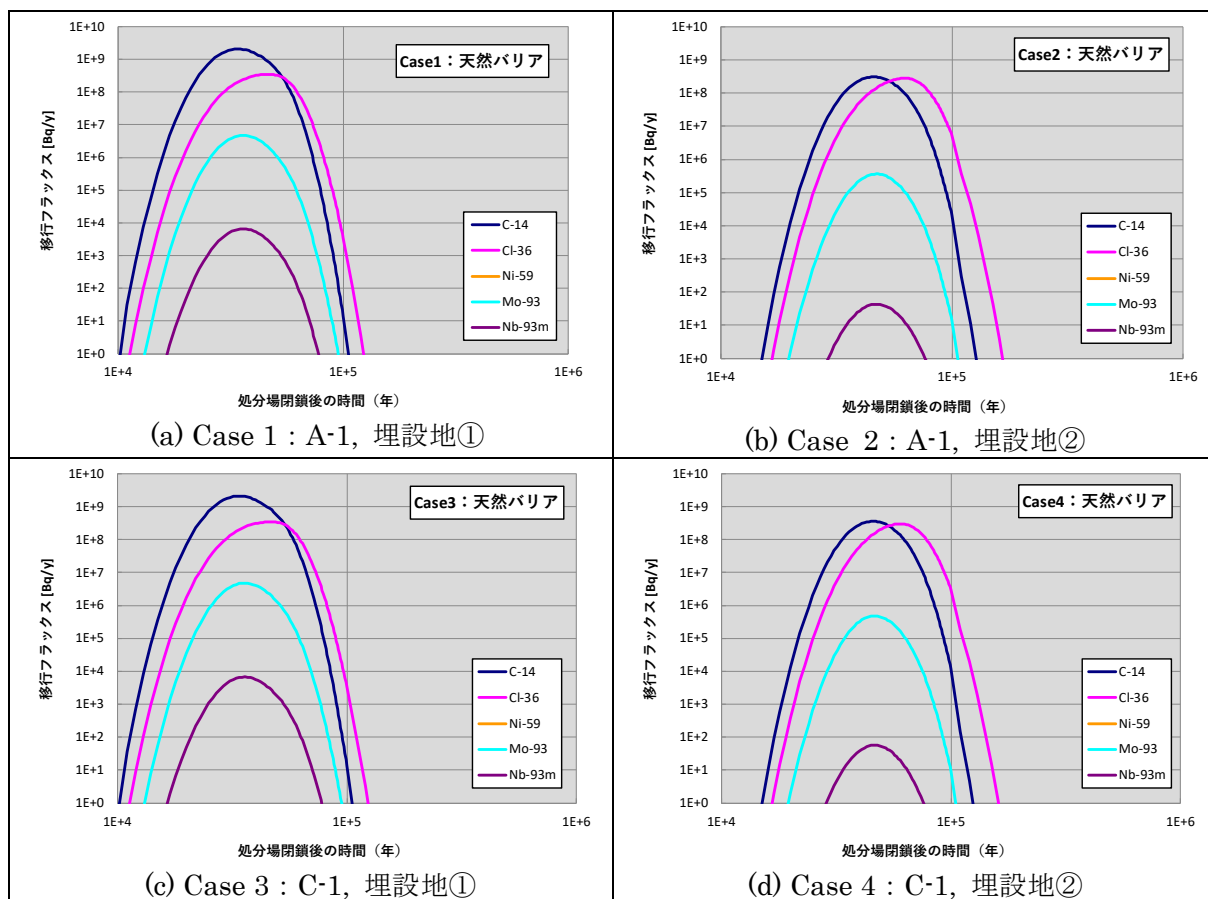 1E+10
1E+9
1E+8
1E+7
1E+6
1E+5
1E+4
1E+3
1E+2
1E+1
1E+0
移行フラックス [Bq/y]
Case1：天然バリア
C-14
Cl-36
Ni-59
Mo-93
Nb-93m
1E+4 1E+5 1E+6
処分場閉鎖後の時間（年）
(a) Case 1 : A-1, 埋設地①
1E+10
1E+9
1E+8
1E+7
1E+6
1E+5
1E+4
1E+3
1E+2
1E+1
1E+0
移行フラックス [Bq/y]
Case2：天然バリア
C-14
Cl-36
Ni-59
Mo-93
Nb-93m
1E+4 1E+5 1E+6
処分場閉鎖後の時間（年）
(b) Case 2 : A-1, 埋設地②
1E+10
1E+9
1E+8
1E+7
1E+6
1E+5
1E+4
1E+3
1E+2
1E+1
1E+0
移行フラックス [Bq/y]
Case3：天然バリア
C-14
Cl-36
Ni-59
Mo-93
Nb-93m
1E+4 1E+5 1E+6
処分場閉鎖後の時間（年）
(c) Case 3 : C-1, 埋設地①
1E+10
1E+9
1E+8
1E+7
1E+6
1E+5
1E+4
1E+3
1E+2
1E+1
1E+0
移行フラックス [Bq/y]
Case4：天然バリア
C-14
Cl-36
Ni-59
Mo-93
Nb-93m
1E+4 1E+5 1E+6
処分場閉鎖後の時間（年）
(d) Case 4 : C-1, 埋設地②